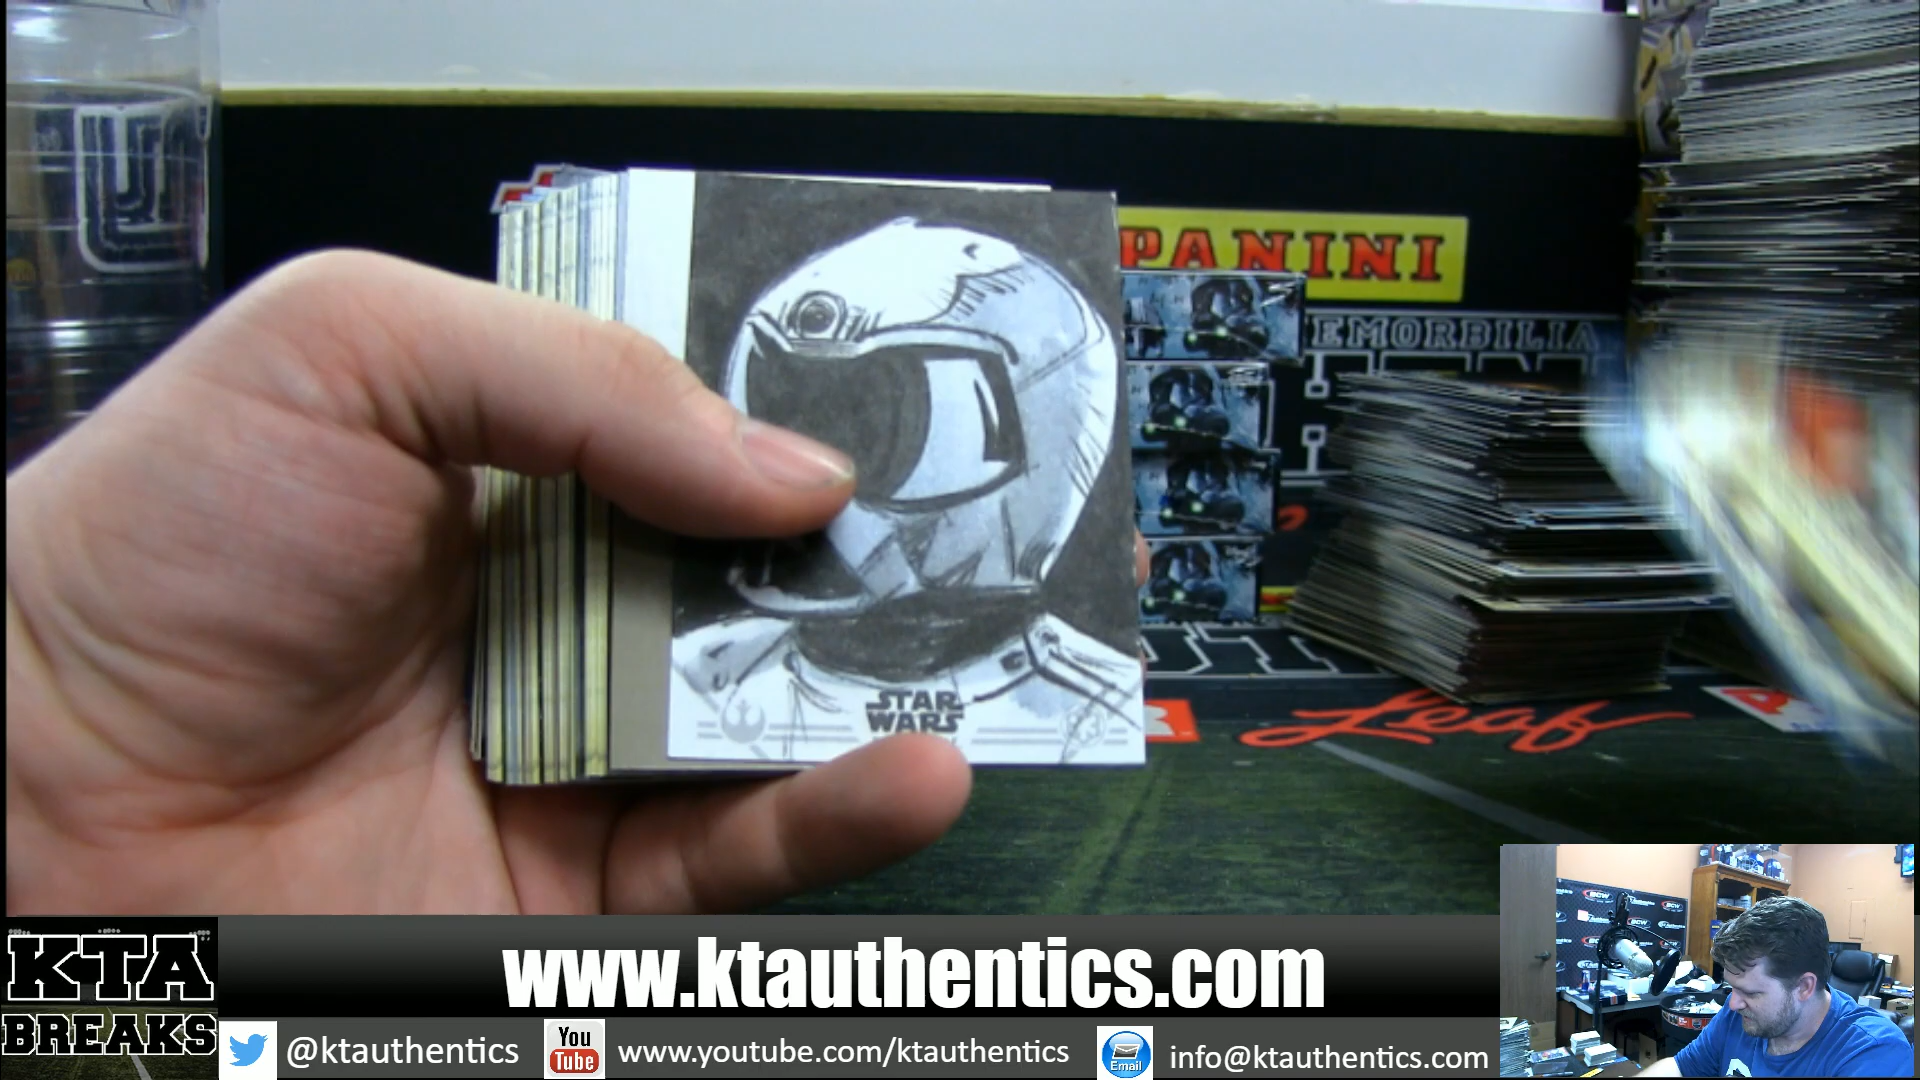 PANINI
EMORBILIA
STAR
WARS
Leaf
KTA
BREAKS
www.ktauthentics.com
@ktauthentics
You
Tube
www.youtube.com/ktauthentics
Email
info@ktauthentics.com
BCW